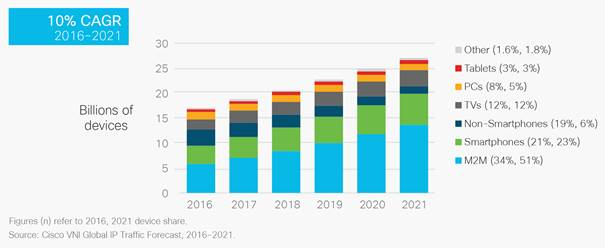 10% CAGR
2016–2021
Billions of
devices
30
25
20
15
10
5
0
2016 2017 2018 2019 2020 2021
Other (1.6%, 1.8%)
Tablets (3%, 3%)
PCs (8%, 5%)
TVs (12%, 12%)
Non-Smartphones (19%, 6%)
Smartphones (21%, 23%)
M2M (34%, 51%)
Figures (n) refer to 2016, 2021 device share.
Source: Cisco VNI Global IP Traffic Forecast, 2016–2021.